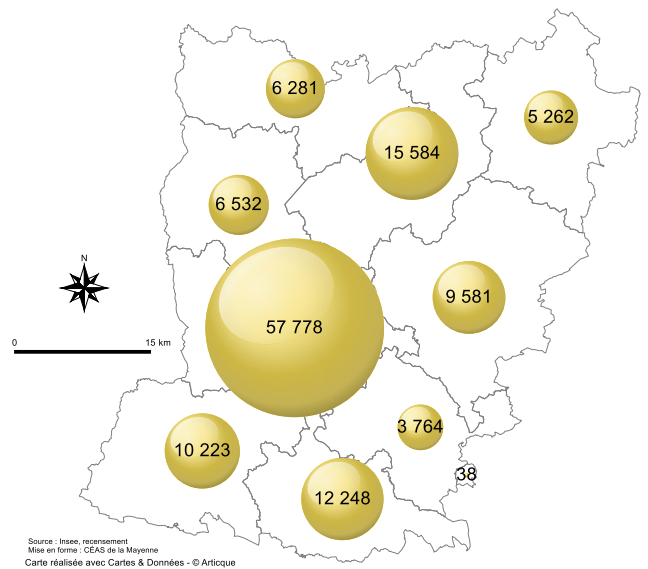 6 281
5 262
15 584
6 532
N
9 581
57 778
0 15 km
3 764
10 223
38
12 248
Source : Insee, recensement
Mise en forme : CÉAS de la Mayenne
Carte réalisée avec Cartes & Données - © Articque